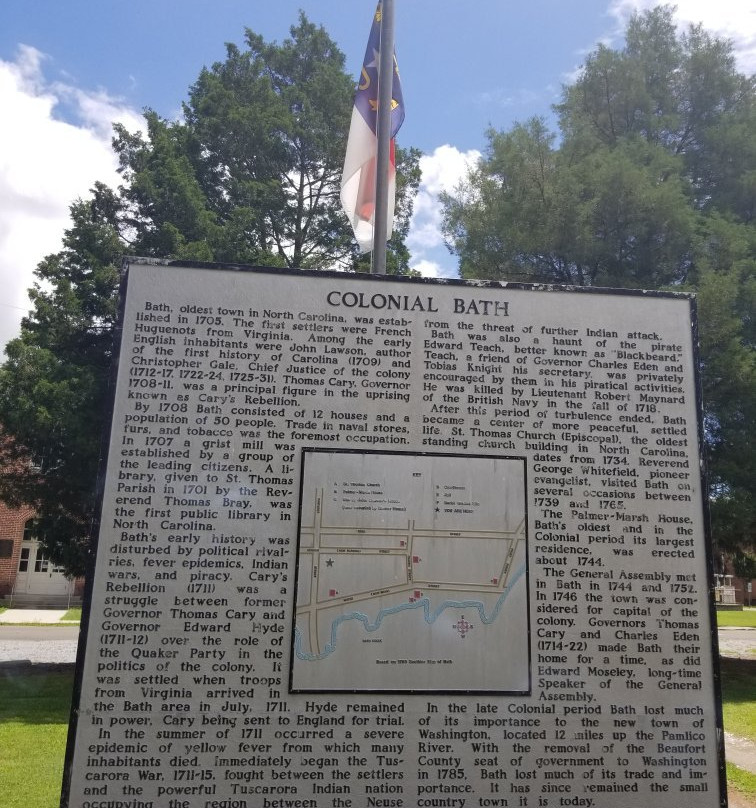 COLONIAL BATH
Bath, oldest town in North Carolina, was estab-
lished in 1705. The first settlers were French
Huguenots from Virginia. Among the early
English inhabitants were John Lawson, author
of the first history of Carolina (1709) and
Christopher Gale, Chief Justice of the colony
(1712-17, 1722-24, 1725-31). Thomas Cary, Governor
1708-11, was a principal figure in the uprising
known as Cary's Rebellion.
By 1708 Bath consisted of 12 houses and a
population of 50 people. Trade in naval stores,
furs, and tobacco was the foremost occupation.
In 1707 a grist mill was
established by a group of
the leading citizens. A li-
brary, given to St. Thomas
Parish in 1701 by the Rev-
erend Thomas Bray, was
the first public library in
North Carolina.
Bath's early history was
disturbed by political rival-
ries, fever epidemics, Indian
wars, and piracy. Cary's
Rebellion (1711) was a
struggle between former
Governor Thomas Cary and
Governor Edward Hyde
(1711-12) over the role of
the Quaker Party in the
politics of the colony. It
was settled when troops
from Virginia arrived in
the Bath area in July, 1711. Hyde remained
in power, Cary being sent to England for trial.
In the summer of 1711 occurred a severe
epidemic of yellow fever from which many
inhabitants died. Immediately began the Tus-
carora War, 1711-15, fought between the settlers
and the powerful Tuscarora Indian nation
occupying the region between the Neuse
from the threat of further Indian attack.
Bath was also a haunt of the pirate
Edward Teach, better known as "Blackbeard."
Teach, a friend of Governor Charles Eden and
Tobias Knight his secretary, was privately
encouraged by them in his piratical activities.
He was killed by Lieutenant Robert Maynard
of the British Navy in the fall of 1718.
After this period of turbulence ended, Bath
became a center of more peaceful, settled
life. St. Thomas Church (Episcopal), the oldest
standing church building in North Carolina,
dates from 1734. Reverend
George Whitefield, pioneer
evangelist, visited Bath on
several occasions between
1739 and 1765.
The Palmer-Marsh House,
Bath's oldest and in the
Colonial period its largest
residence, was erected
about 1744.
The General Assembly met
in Bath in 1744 and 1752.
In 1746 the town was con-
sidered for capital of the
colony. Governors Thomas
Cary and Charles Eden
(1714-22) made Bath their
home for a time, as did
Edward Moseley, long-time
Speaker of the General
Assembly.
In the late Colonial period Bath lost much
of its importance to the new town of
Washington, located 12 miles up the Pamlico
River. With the removal of the Beaufort
County seat of government to Washington
in 1785, Bath lost much of its trade and im-
portance. It has since remained the small
country town it is today.
KEY